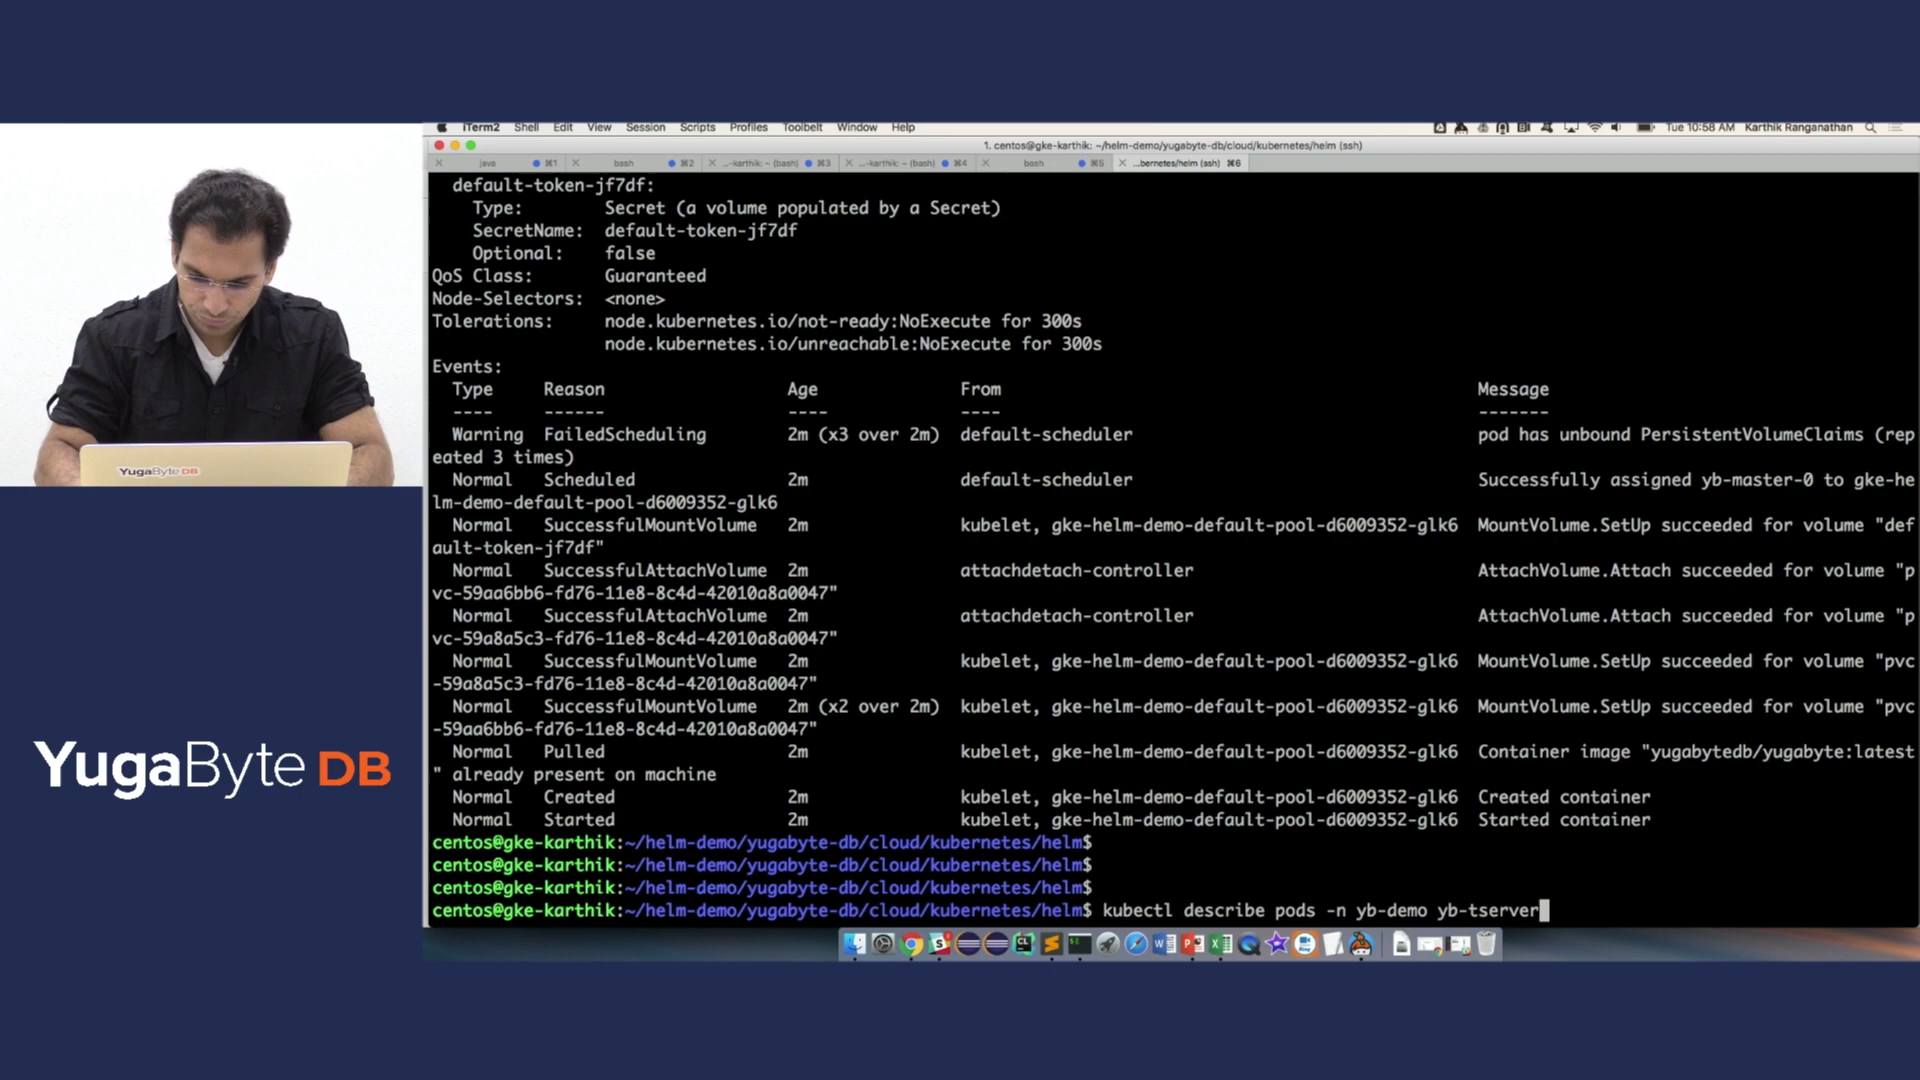 iTerm2 Shell Edit View Session Scripts Profiles Toolbelt Window Help Tue 10:58 AM Karthik Ranganathan
1. centos@gke-karthik: ~/helm-demo/yugabyte-db/cloud/kubernetes/helm (ssh)
java ⌘1 bash ⌘2 ...-karthik: ~ (bash) ⌘3 ...-karthik: ~ (bash) ⌘4 bash ⌘5 ...bernetes/helm (ssh) ⌘6
default-token-jf7df:
Type: Secret (a volume populated by a Secret)
SecretName: default-token-jf7df
Optional: false
QoS Class: Guaranteed
Node-Selectors: <none>
Tolerations: node.kubernetes.io/not-ready:NoExecute for 300s
node.kubernetes.io/unreachable:NoExecute for 300s
Events:
Type Reason Age From Message
---- ------ ---- ---- -------
Warning FailedScheduling 2m (x3 over 2m) default-scheduler pod has unbound PersistentVolumeClaims (rep
eated 3 times)
Normal Scheduled 2m default-scheduler Successfully assigned yb-master-0 to gke-he
lm-demo-default-pool-d6009352-glk6
Normal SuccessfulMountVolume 2m kubelet, gke-helm-demo-default-pool-d6009352-glk6 MountVolume.SetUp succeeded for volume "def
ault-token-jf7df"
Normal SuccessfulAttachVolume 2m attachdetach-controller AttachVolume.Attach succeeded for volume "p
vc-59aa6bb6-fd76-11e8-8c4d-42010a8a0047"
Normal SuccessfulAttachVolume 2m attachdetach-controller AttachVolume.Attach succeeded for volume "p
vc-59a8a5c3-fd76-11e8-8c4d-42010a8a0047"
Normal SuccessfulMountVolume 2m kubelet, gke-helm-demo-default-pool-d6009352-glk6 MountVolume.SetUp succeeded for volume "pvc
-59a8a5c3-fd76-11e8-8c4d-42010a8a0047"
Normal SuccessfulMountVolume 2m (x2 over 2m) kubelet, gke-helm-demo-default-pool-d6009352-glk6 MountVolume.SetUp succeeded for volume "pvc
-59aa6bb6-fd76-11e8-8c4d-42010a8a0047"
Normal Pulled 2m kubelet, gke-helm-demo-default-pool-d6009352-glk6 Container image "yugabytedb/yugabyte:latest
" already present on machine
Normal Created 2m kubelet, gke-helm-demo-default-pool-d6009352-glk6 Created container
Normal Started 2m kubelet, gke-helm-demo-default-pool-d6009352-glk6 Started container
centos@gke-karthik:~/helm-demo/yugabyte-db/cloud/kubernetes/helm$
centos@gke-karthik:~/helm-demo/yugabyte-db/cloud/kubernetes/helm$
centos@gke-karthik:~/helm-demo/yugabyte-db/cloud/kubernetes/helm$
centos@gke-karthik:~/helm-demo/yugabyte-db/cloud/kubernetes/helm$ kubectl describe pods -n yb-demo yb-tserver
YugaByte DB
YugaByte DB